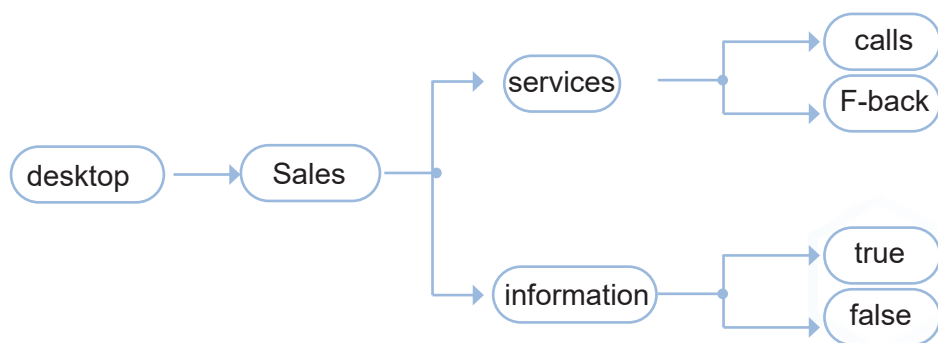 desktop
Sales
services
calls
F-back
information
true
false